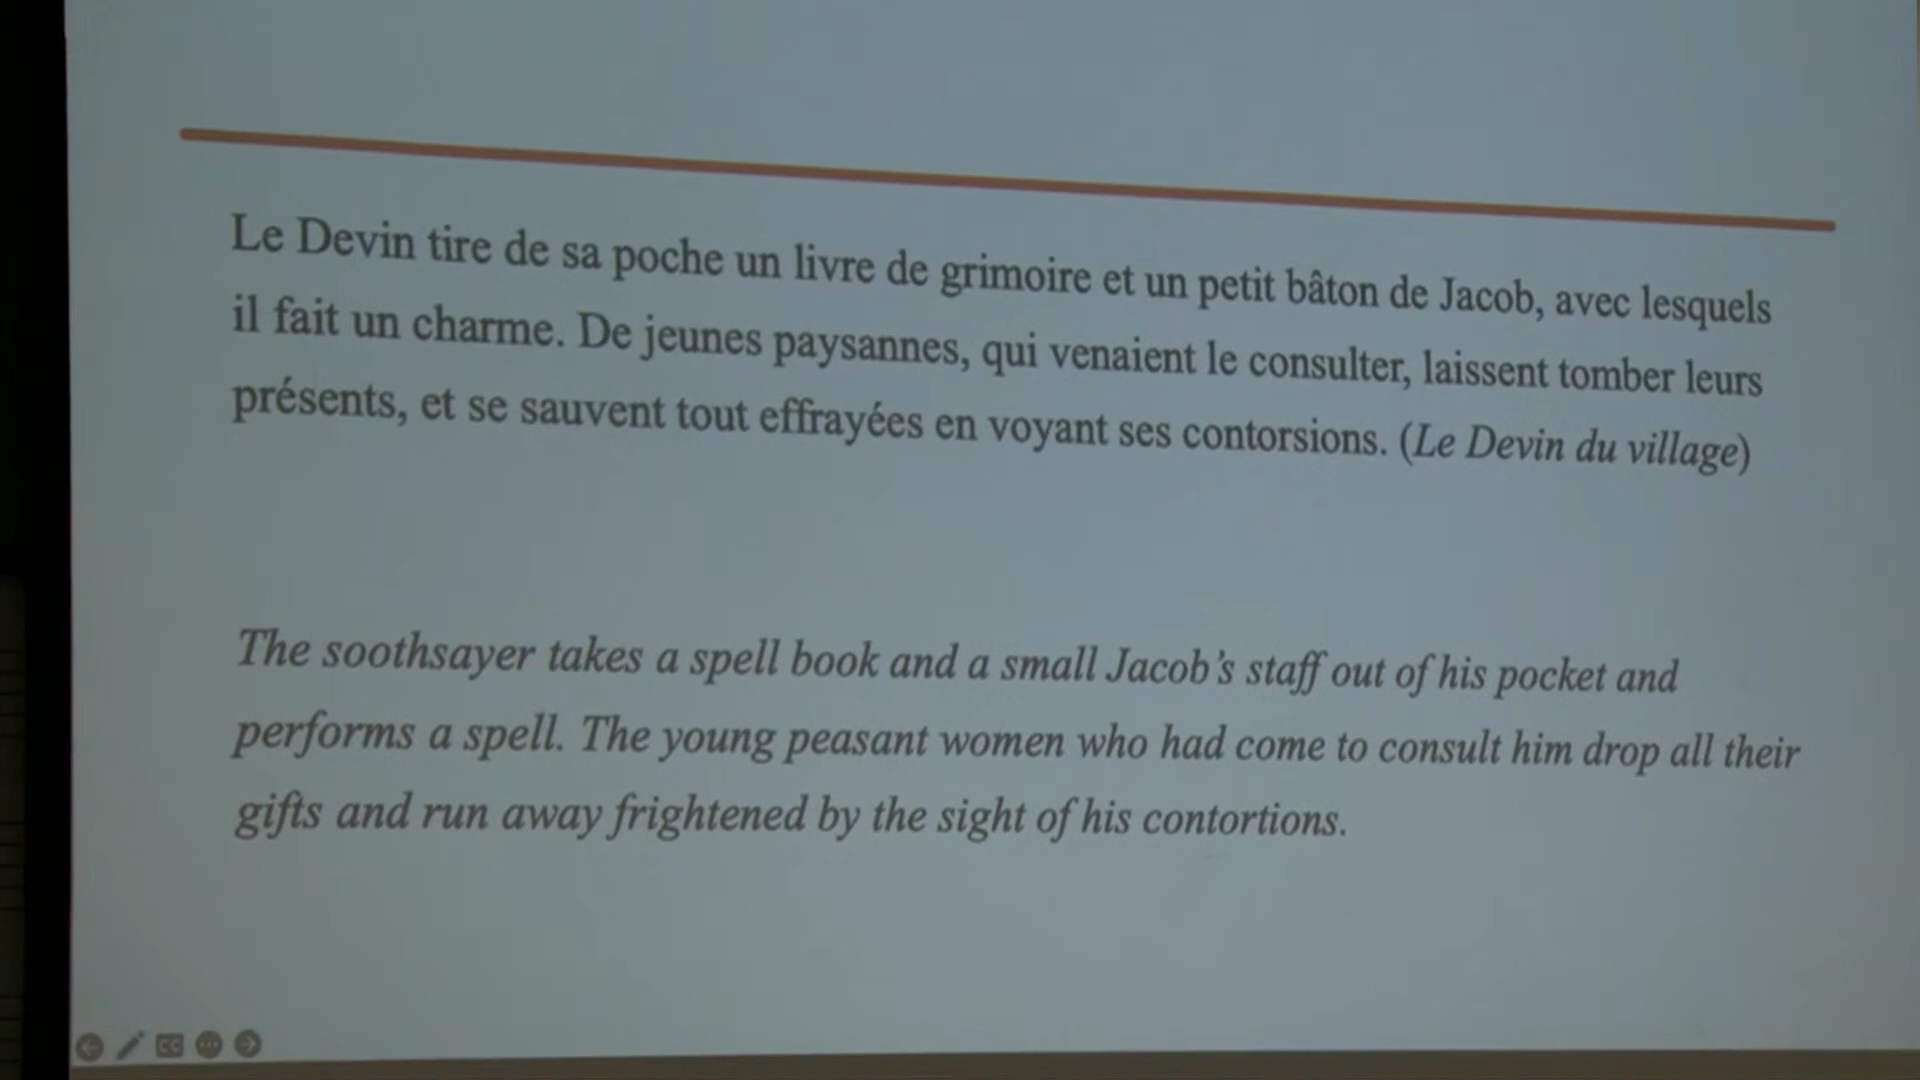 Le Devin tire de sa poche un livre de grimoire et un petit bâton de Jacob, avec lesquels
il fait un charme. De jeunes paysannes, qui venaient le consulter, laissent tomber leurs
présents, et se sauvent tout effrayées en voyant ses contorsions. (Le Devin du village)
The soothsayer takes a spell book and a small Jacob's staff out of his pocket and
performs a spell. The young peasant women who had come to consult him drop all their
gifts and run away frightened by the sight of his contortions.
CC